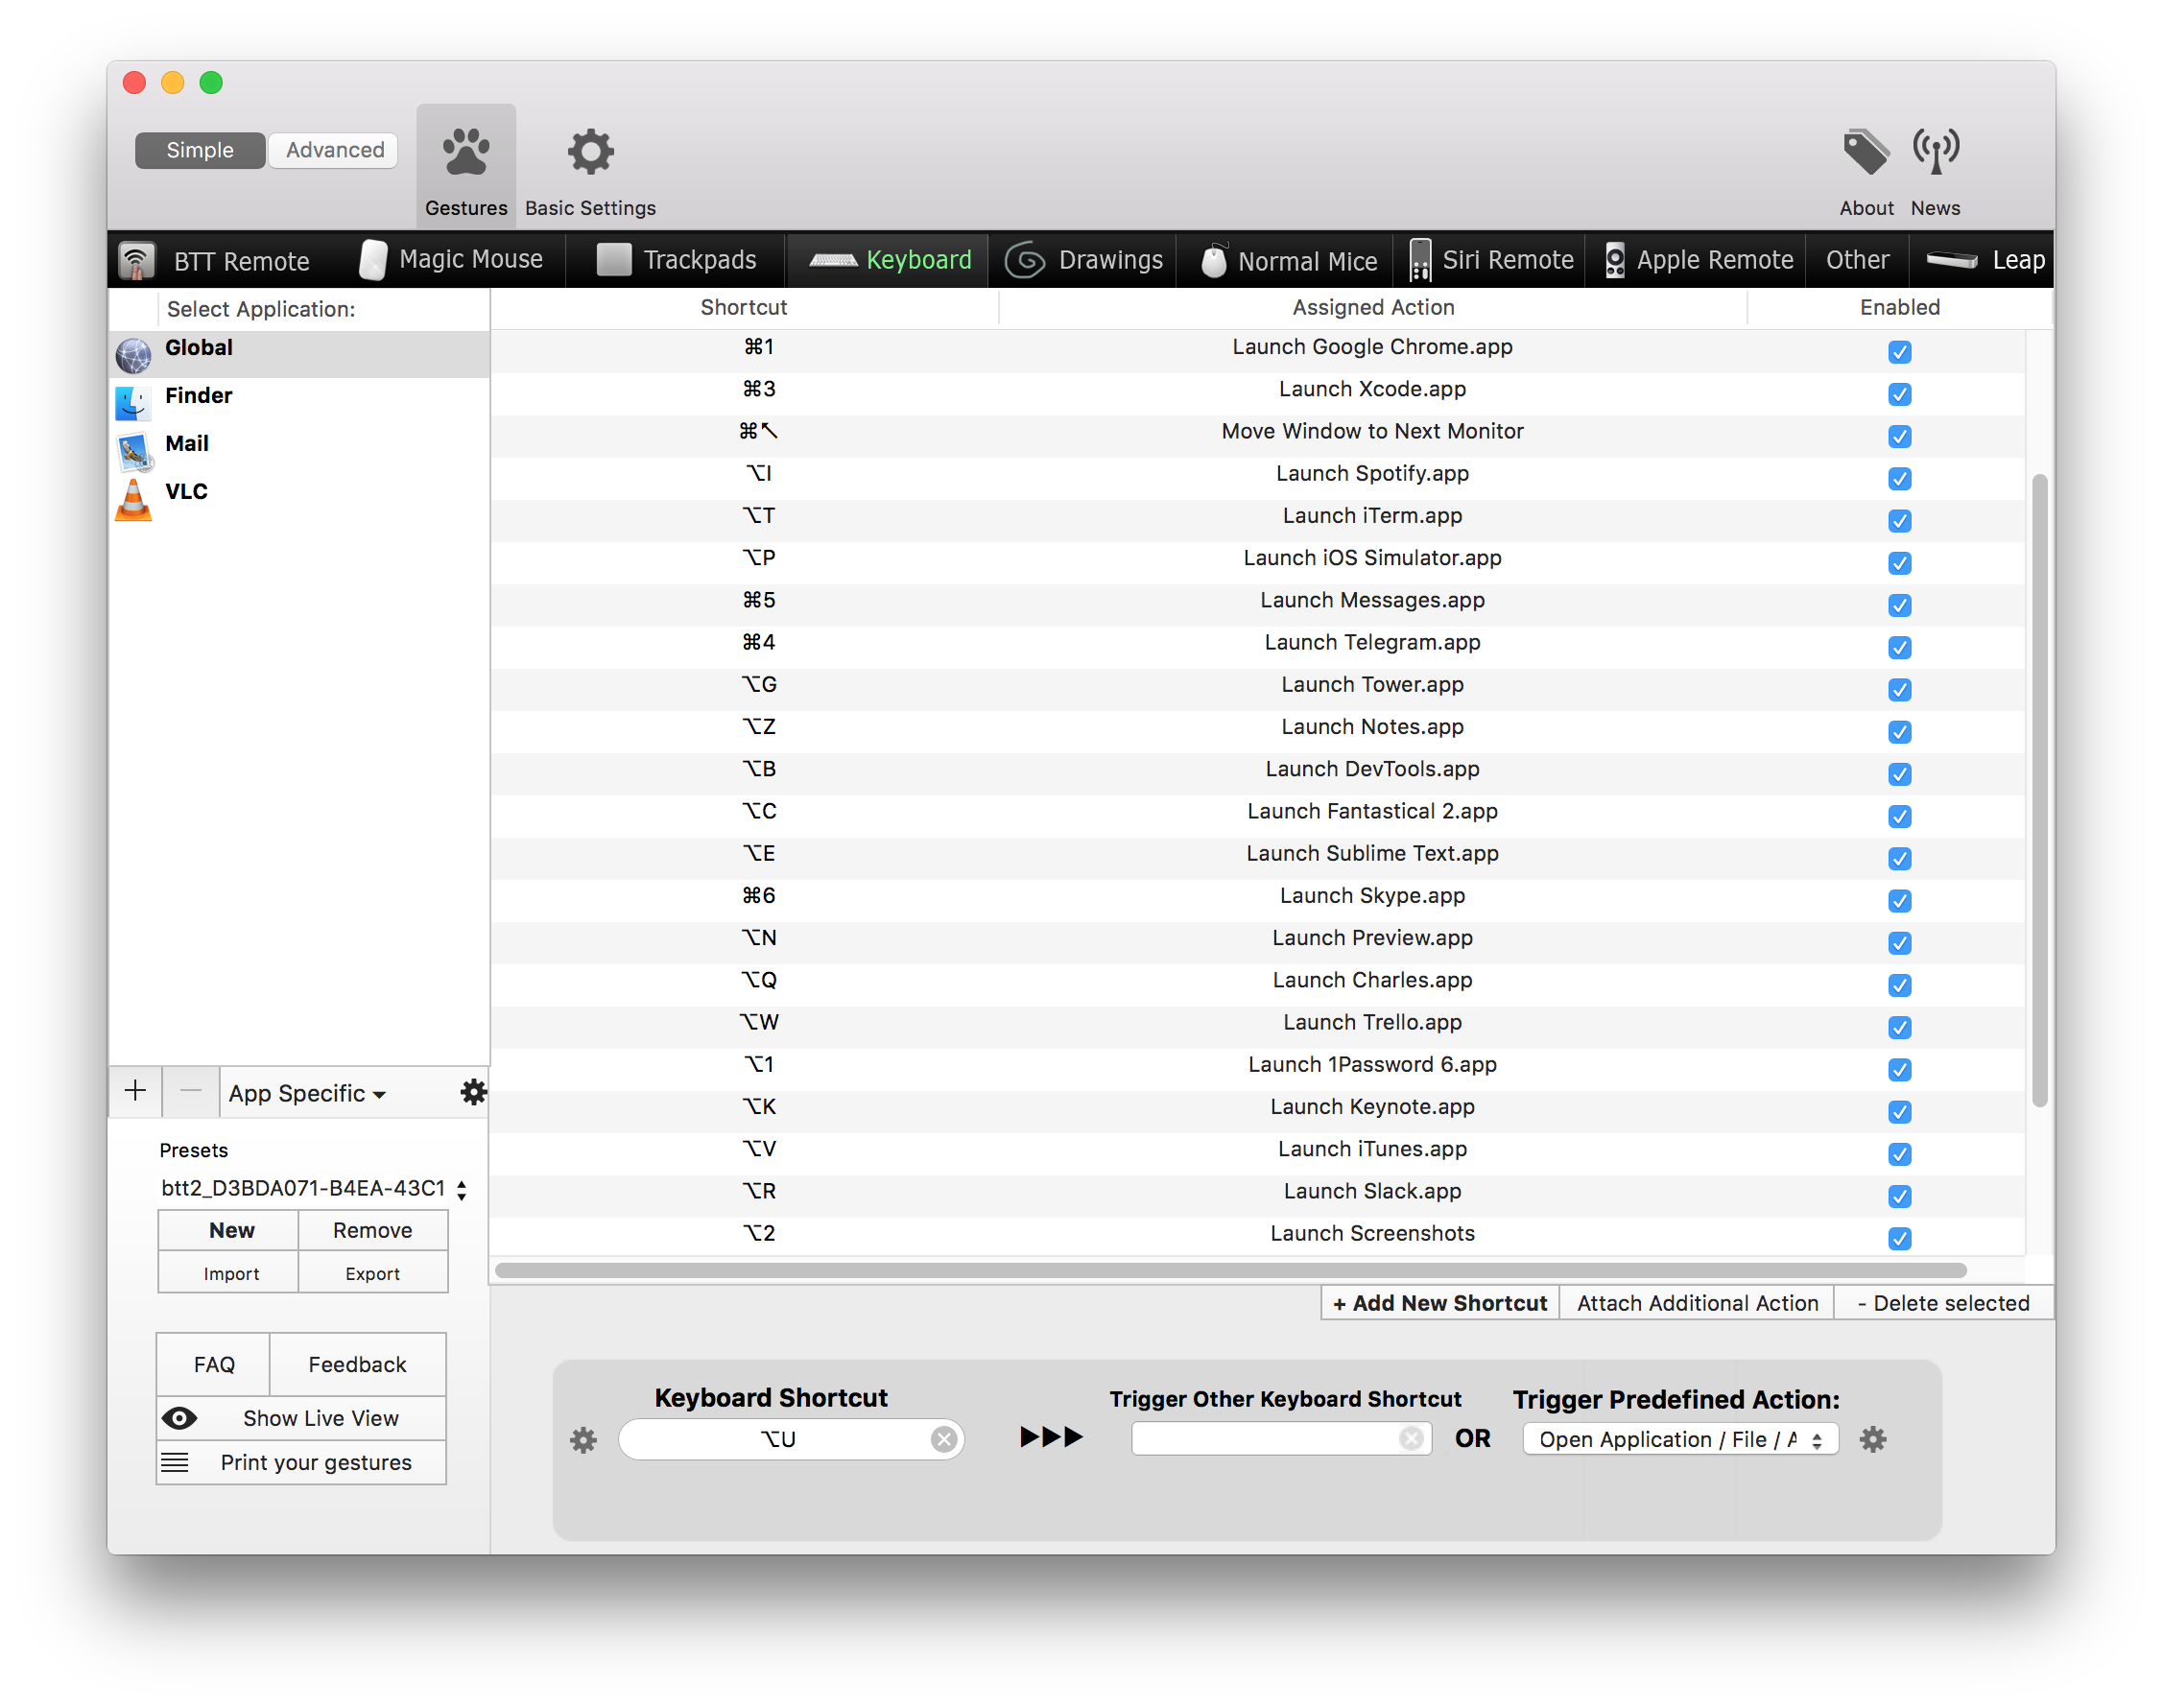 Simple Advanced
Gestures Basic Settings About News
BTT Remote Magic Mouse Trackpads Keyboard Drawings Normal Mice Siri Remote Apple Remote Other Leap
Select Application:
Global
Finder
Mail
VLC
Shortcut Assigned Action Enabled
⌘1 Launch Google Chrome.app
⌘3 Launch Xcode.app
⌘↖ Move Window to Next Monitor
⌥I Launch Spotify.app
⌥T Launch iTerm.app
⌥P Launch iOS Simulator.app
⌘5 Launch Messages.app
⌘4 Launch Telegram.app
⌥G Launch Tower.app
⌥Z Launch Notes.app
⌥B Launch DevTools.app
⌥C Launch Fantastical 2.app
⌥E Launch Sublime Text.app
⌘6 Launch Skype.app
⌥N Launch Preview.app
⌥Q Launch Charles.app
⌥W Launch Trello.app
⌥1 Launch 1Password 6.app
⌥K Launch Keynote.app
⌥V Launch iTunes.app
⌥R Launch Slack.app
⌥2 Launch Screenshots
+ − App Specific
Presets
btt2_D3BDA071-B4EA-43C1
New Remove
Import Export
FAQ Feedback
Show Live View
Print your gestures
+ Add New Shortcut Attach Additional Action - Delete selected
Keyboard Shortcut Trigger Other Keyboard Shortcut Trigger Predefined Action:
⌥U OR Open Application / File / A